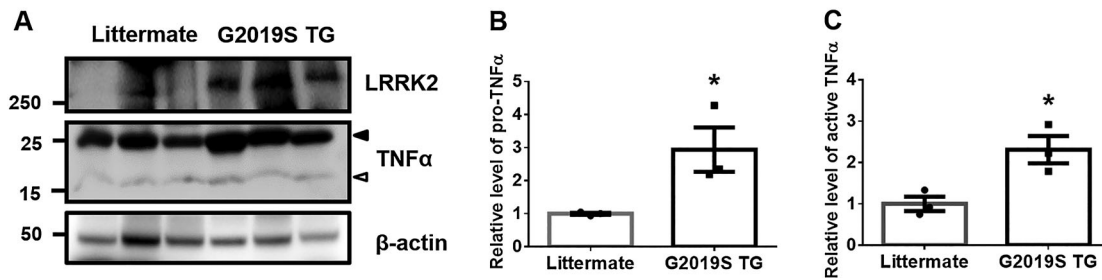 A
Littermate G2019S TG
LRRK2
250
25
TNFα
15
50
β-actin
B
Relative level of pro-TNFα
5
4
3
2
1
0
*
Littermate G2019S TG
C
Relative level of active TNFα
4
3
2
1
0
*
Littermate G2019S TG